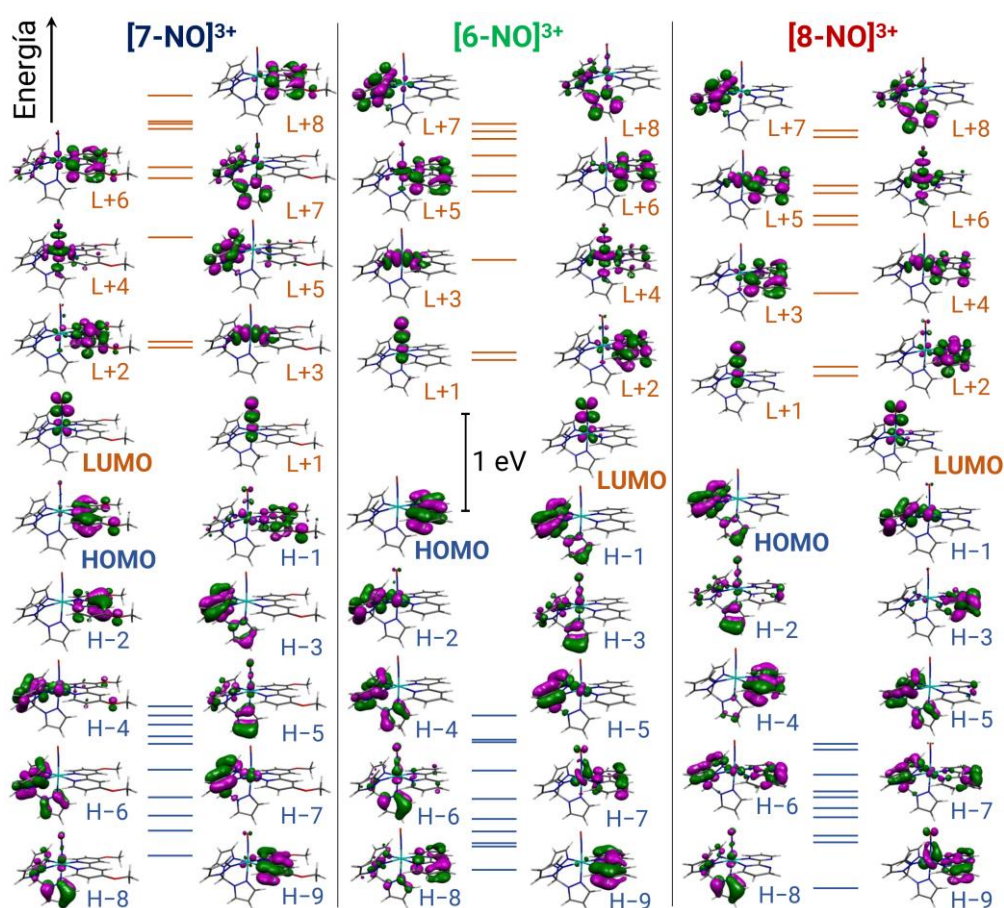 Energía
[7-NO]³⁺
[6-NO]³⁺
[8-NO]³⁺
L+8
L+6
L+7
L+4
L+5
L+2
L+3
LUMO
L+1
HOMO
H−1
H−2
H−3
H−4
H−5
H−6
H−7
H−8
H−9
L+7
L+8
L+5
L+6
L+3
L+4
L+1
L+2
1 eV
LUMO
HOMO
H−1
H−2
H−3
H−4
H−5
H−6
H−7
H−8
H−9
L+7
L+8
L+5
L+6
L+3
L+4
L+1
L+2
LUMO
HOMO
H−1
H−2
H−3
H−4
H−5
H−6
H−7
H−8
H−9